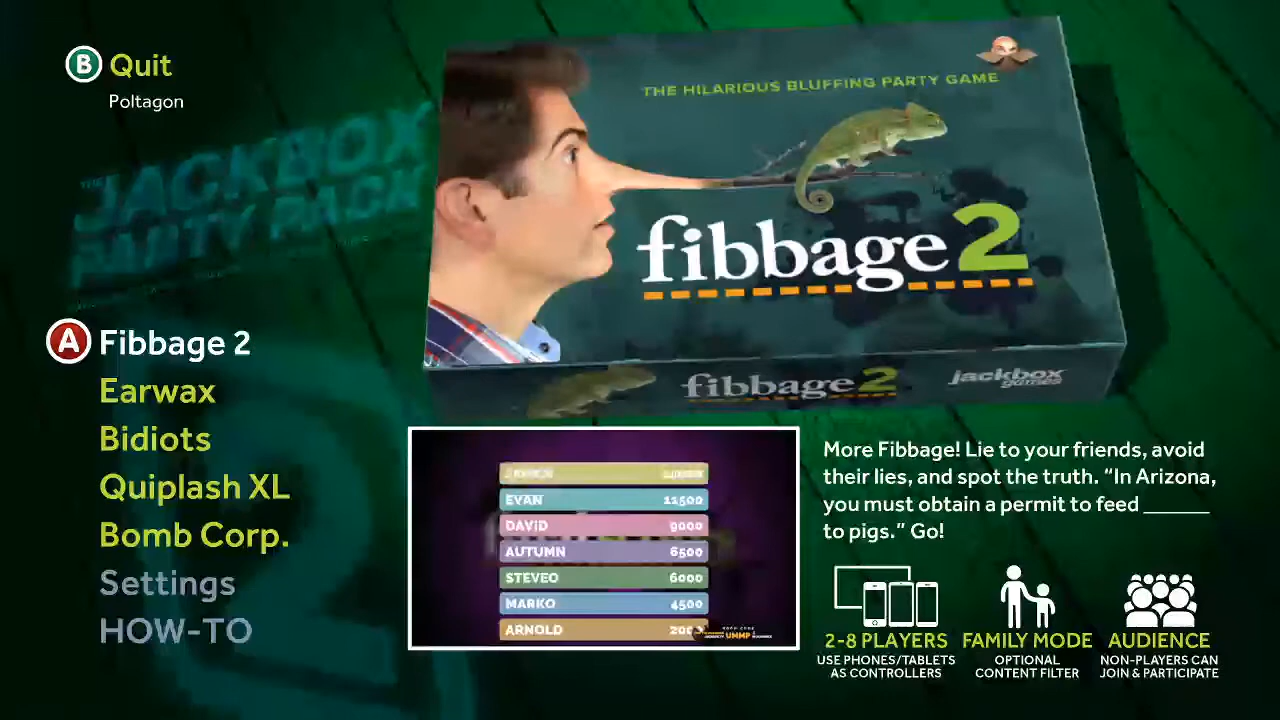 B Quit
Poltagon
THE
JACKBOX
PARTY PACK
THE HILARIOUS BLUFFING PARTY GAME
fibbage 2
fibbage 2
jackbox
games
A Fibbage 2
Earwax
Bidiots
Quiplash XL
Bomb Corp.
Settings
HOW-TO
EVAN 11500
DAVID 9000
AUTUMN 6500
STEVEO 6000
MARKO 4500
ARNOLD
ROOM CODE
UMMP
More Fibbage! Lie to your friends, avoid
their lies, and spot the truth. “In Arizona,
you must obtain a permit to feed ______
to pigs.” Go!
2-8 PLAYERS
USE PHONES/TABLETS
AS CONTROLLERS
FAMILY MODE
OPTIONAL
CONTENT FILTER
AUDIENCE
NON-PLAYERS CAN
JOIN & PARTICIPATE